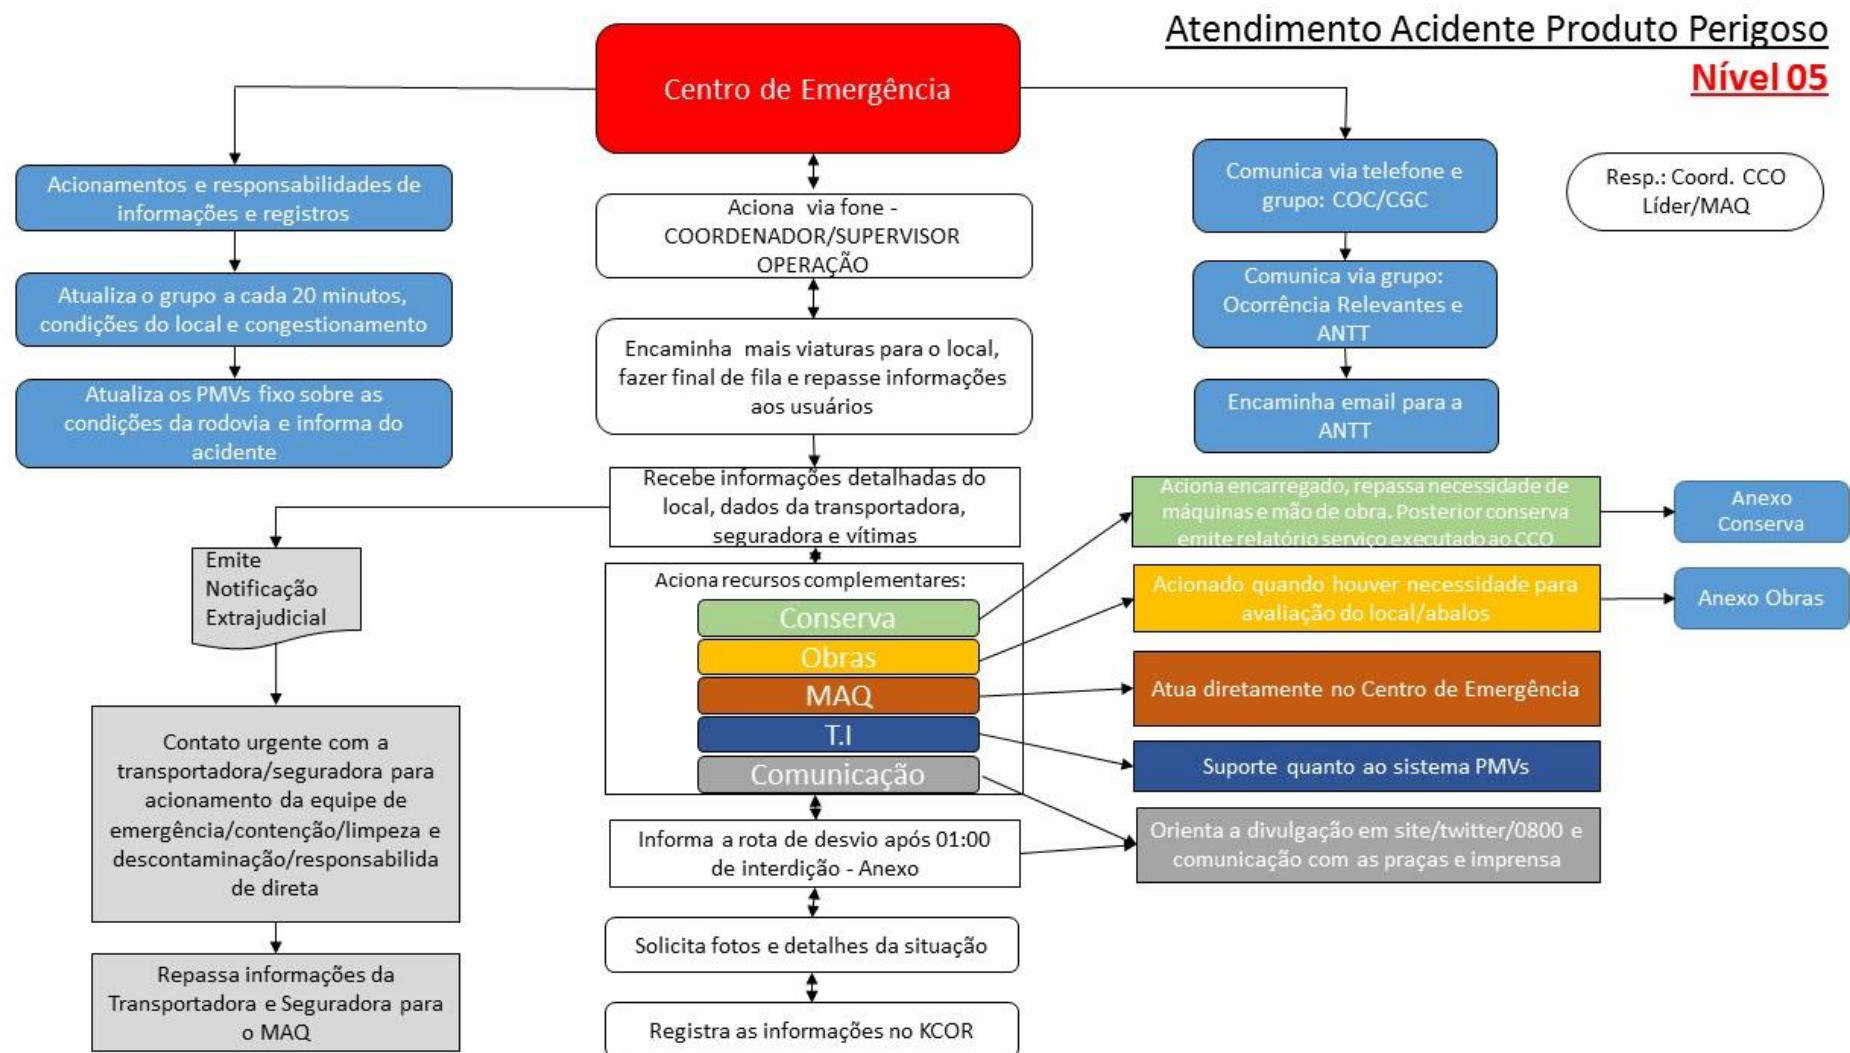 Atendimento Acidente Produto Perigoso
Nível 05
Centro de Emergência
Acionamentos e responsabilidades de
informações e registros
Atualiza o grupo a cada 20 minutos,
condições do local e congestionamento
Atualiza os PMVs fixo sobre as
condições da rodovia e informa do
acidente
Aciona via fone -
COORDENADOR/SUPERVISOR
OPERAÇÃO
Encaminha mais viaturas para o local,
fazer final de fila e repasse informações
aos usuários
Recebe informações detalhadas do
local, dados da transportadora,
seguradora e vítimas
Comunica via telefone e
grupo: COC/CGC
Comunica via grupo:
Ocorrência Relevantes e
ANTT
Encaminha email para a
ANTT
Resp.: Coord. CCO
Líder/MAQ
Emite
Notificação
Extrajudicial
Contato urgente com a
transportadora/seguradora para
acionamento da equipe de
emergência/contenção/limpeza e
descontaminação/responsabilida
de direta
Repassa informações da
Transportadora e Seguradora para
o MAQ
Aciona recursos complementares:
Conserva
Obras
MAQ
T.I
Comunicação
Aciona encarregado, repassa necessidade de
máquinas e mão de obra. Posterior conserva
emite relatório serviço executado ao CCO
Anexo
Conserva
Acionado quando houver necessidade para
avaliação do local/abalos
Anexo Obras
Atua diretamente no Centro de Emergência
Suporte quanto ao sistema PMVs
Orienta a divulgação em site/twitter/0800 e
comunicação com as praças e imprensa
Informa a rota de desvio após 01:00
de interdição - Anexo
Solicita fotos e detalhes da situação
Registra as informações no KCOR